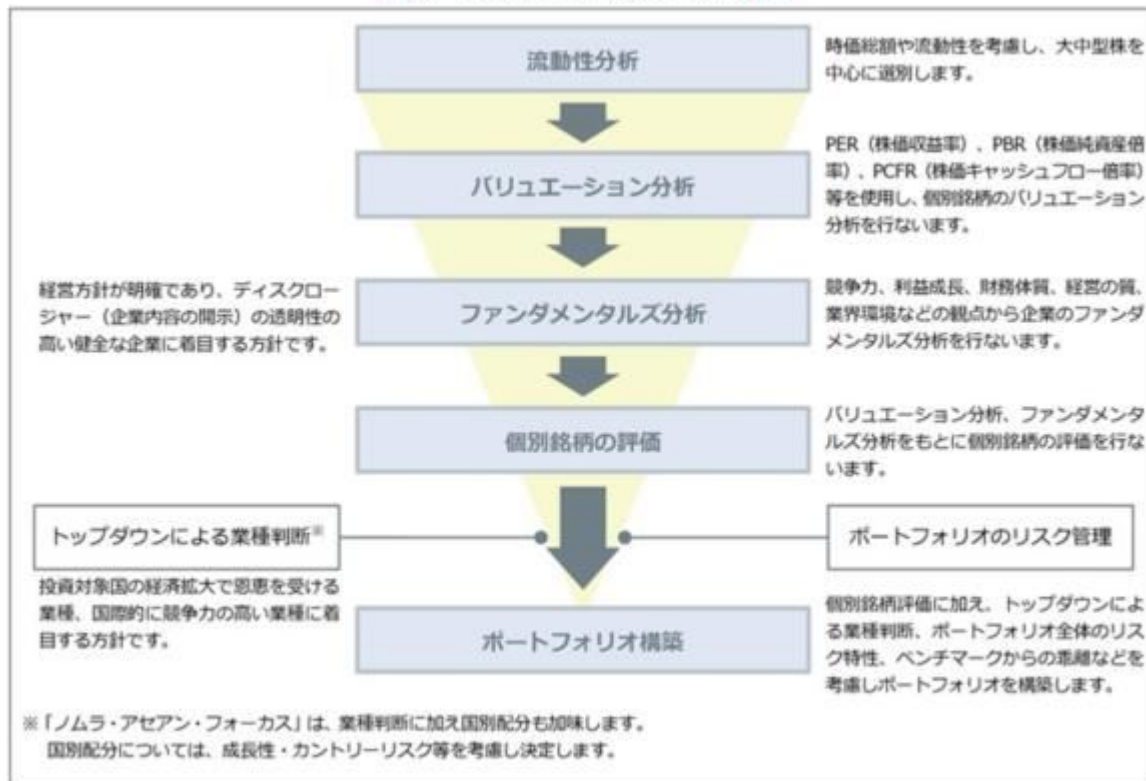 流動性分析
時価総額や流動性を考慮し、大中型株を
中心に選別します。
バリュエーション分析
PER（株価収益率）、PBR（株価純資産倍
率）、PCFR（株価キャッシュフロー倍率）
等を使用し、個別銘柄のバリュエーション
分析を行ないます。
経営方針が明確であり、ディスクロー
ジャー（企業内容の開示）の透明性の
高い健全な企業に着目する方針です。
ファンダメンタルズ分析
競争力、利益成長、財務体質、経営の質、
業界環境などの観点から企業のファンダ
メンタルズ分析を行ないます。
個別銘柄の評価
バリュエーション分析、ファンダメンタ
ルズ分析をもとに個別銘柄の評価を行な
います。
トップダウンによる業種判断※
ポートフォリオのリスク管理
投資対象国の経済拡大で恩恵を受ける
業種、国際的に競争力の高い業種に着
目する方針です。
ポートフォリオ構築
個別銘柄評価に加え、トップダウンによ
る業種判断、ポートフォリオ全体のリス
ク特性、ベンチマークからの乖離などを
考慮しポートフォリオを構築します。
※「ノムラ・アセアン・フォーカス」は、業種判断に加え国別配分も加味します。
国別配分については、成長性・カントリーリスク等を考慮し決定します。